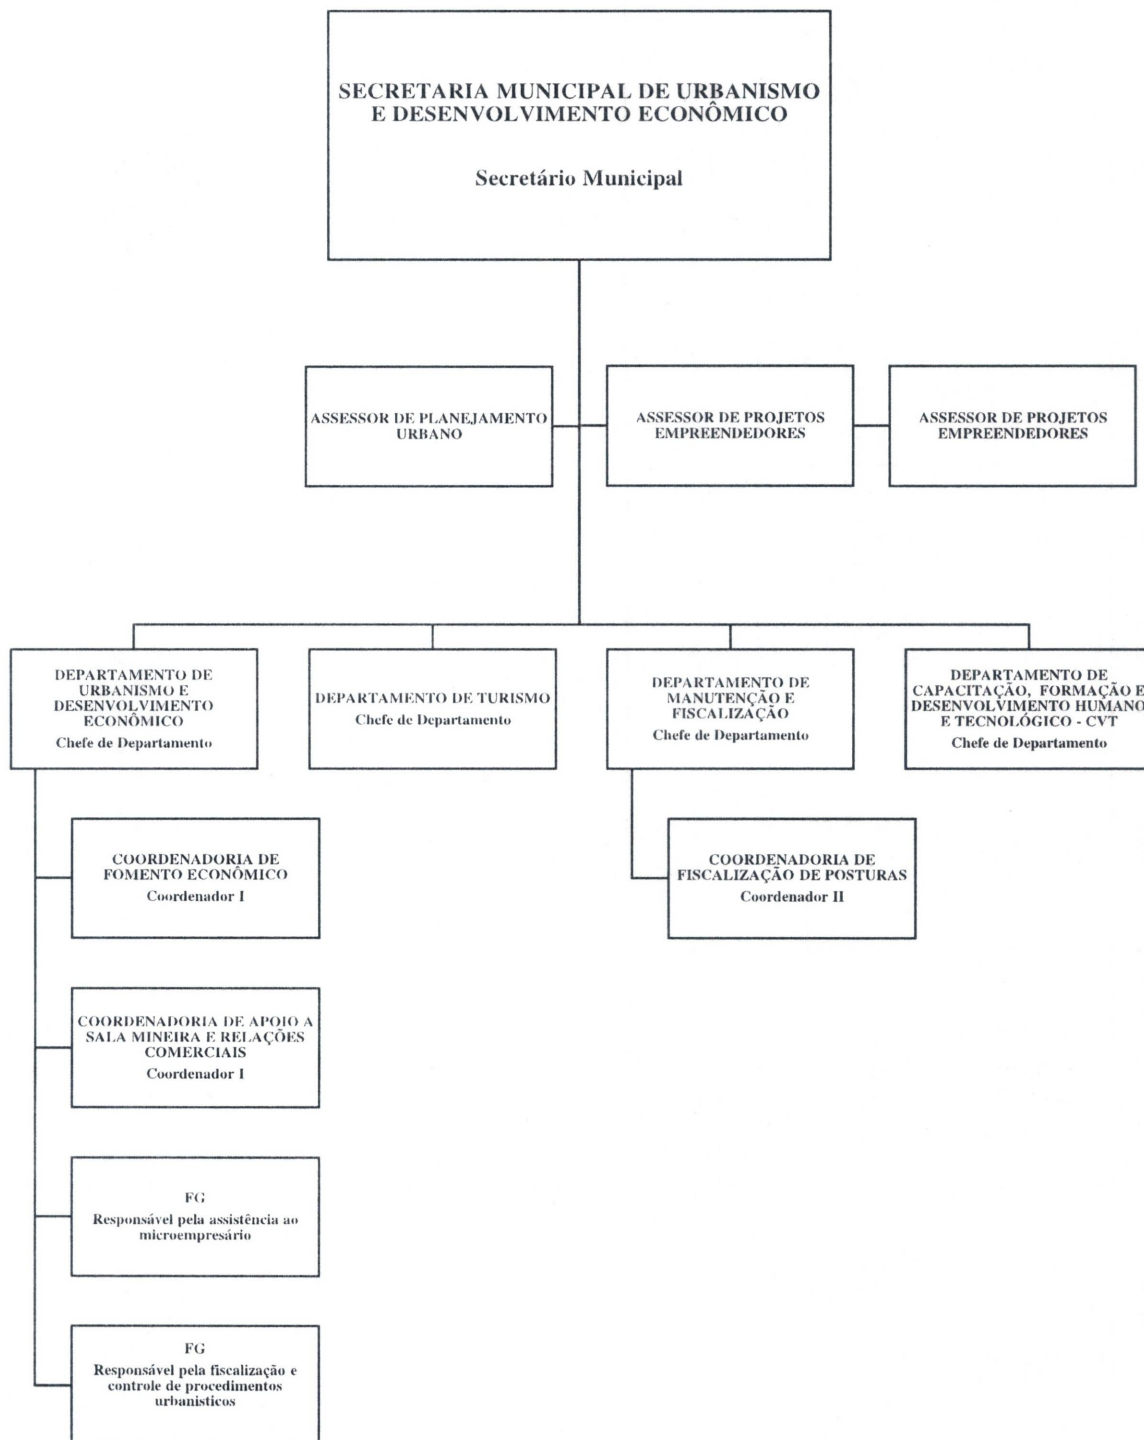 SECRETARIA MUNICIPAL DE URBANISMO
E DESENVOLVIMENTO ECONÔMICO
Secretário Municipal
ASSESSOR DE PLANEJAMENTO
URBANO
ASSESSOR DE PROJETOS
EMPREENDEDORES
ASSESSOR DE PROJETOS
EMPREENDEDORES
DEPARTAMENTO DE
URBANISMO E
DESENVOLVIMENTO
ECONÔMICO
Chefe de Departamento
DEPARTAMENTO DE TURISMO
Chefe de Departamento
DEPARTAMENTO DE
MANUTENÇÃO E
FISCALIZAÇÃO
Chefe de Departamento
DEPARTAMENTO DE
CAPACITAÇÃO, FORMAÇÃO E
DESENVOLVIMENTO HUMANO
E TECNOLÓGICO - CVT
Chefe de Departamento
COORDENADORIA DE
FOMENTO ECONÔMICO
Coordenador I
COORDENADORIA DE
FISCALIZAÇÃO DE POSTURAS
Coordenador II
COORDENADORIA DE APOIO A
SALA MINEIRA E RELAÇÕES
COMERCIAIS
Coordenador I
FG
Responsável pela assistência ao
microempresário
FG
Responsável pela fiscalização e
controle de procedimentos
urbanisticos